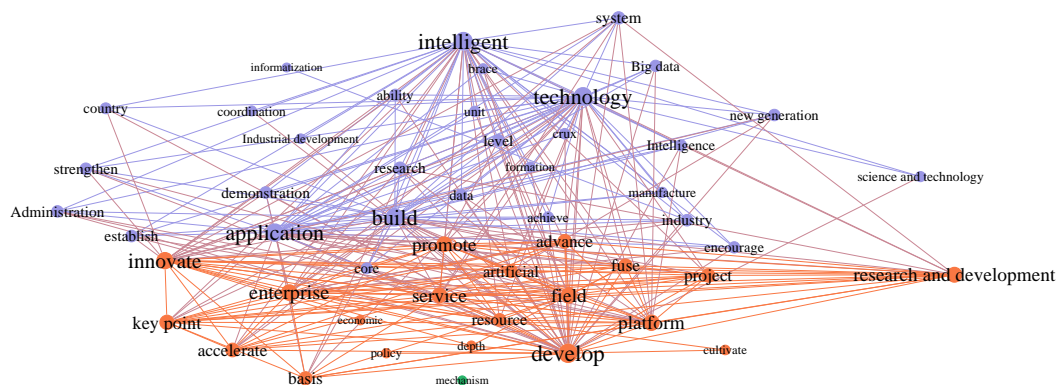 system
intelligent
informatization
brace
Big data
ability
technology
country
coordination
unit
new generation
Industrial development
level
crux
Intelligence
strengthen
research
formation
science and technology
demonstration
data
manufacture
Administration
build
achieve
industry
establish
application
promote
advance
encourage
innovate
core
artificial
fuse
project
research and development
enterprise
service
field
key point
economic
resource
platform
accelerate
policy
depth
develop
cultivate
basis
mechanism